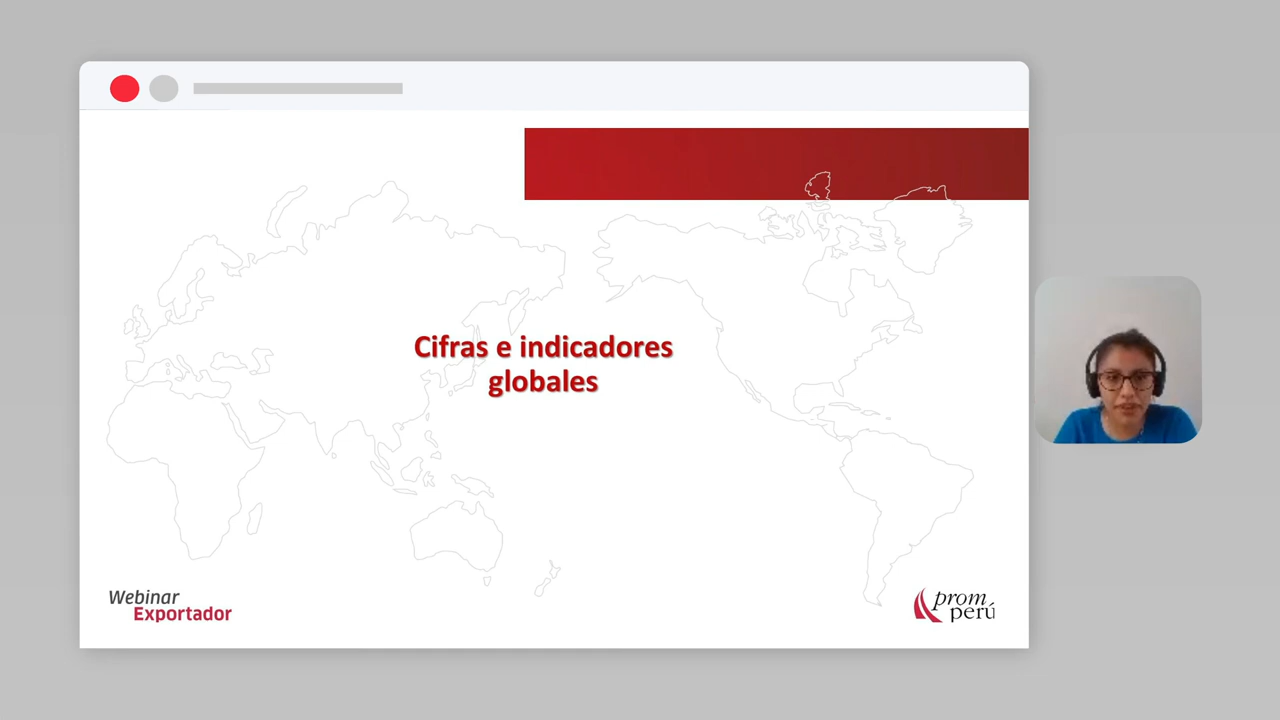 Cifras e indicadores
globales
Webinar
Exportador
prom
perú